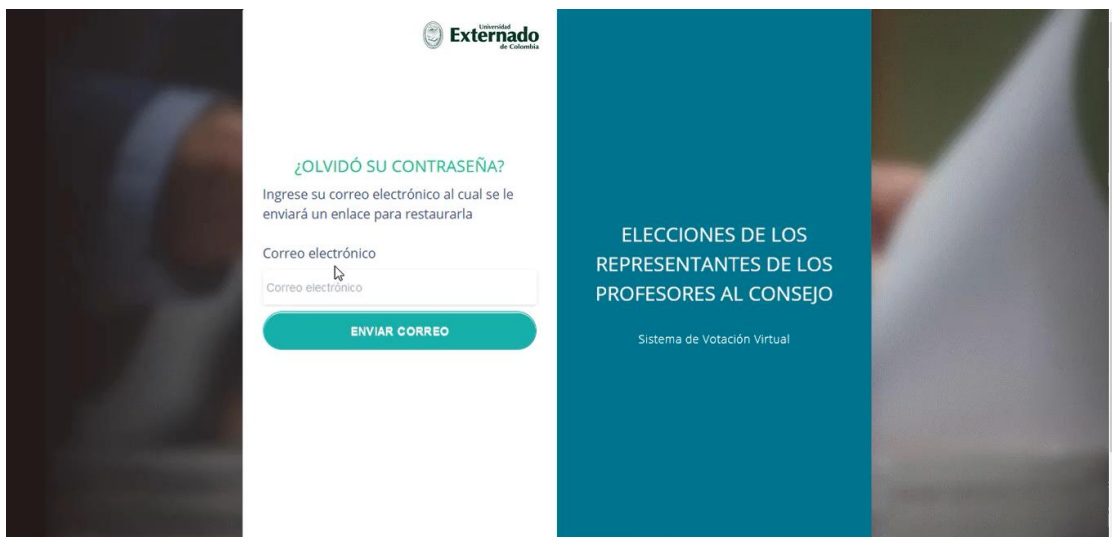 Universidad
Externado
de Colombia
¿OLVIDÓ SU CONTRASEÑA?
Ingrese su correo electrónico al cual se le
enviará un enlace para restaurarla
Correo electrónico
Correo electrónico
ENVIAR CORREO
ELECCIONES DE LOS
REPRESENTANTES DE LOS
PROFESORES AL CONSEJO
Sistema de Votación Virtual